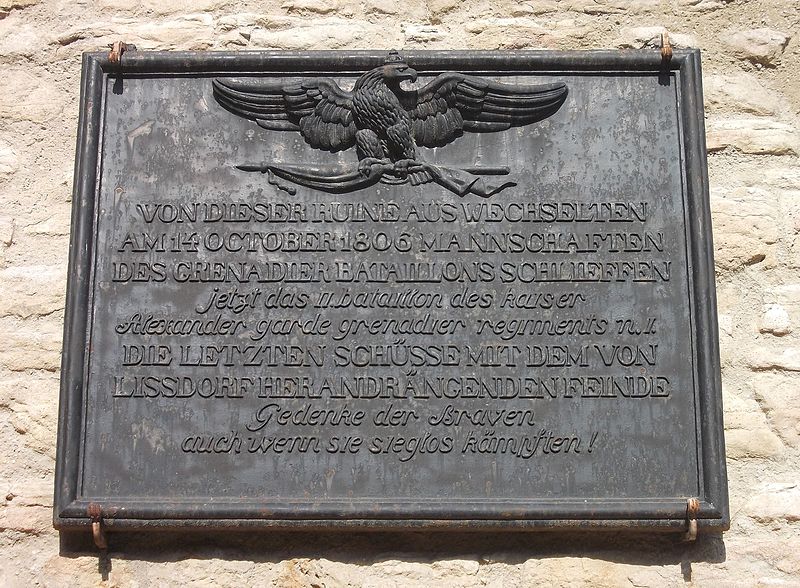 VON DIESER RUINE AUS WECHSELTEN
AM 14 OCTOBER 1806 MANNSCHAFTEN
DES GRENADIER BATAILLONS SCHLIEFFEN
jetzt das II. bataillon des kaiser
Alexander garde grenadier regiments n. I.
DIE LETZTEN SCHÜSSE MIT DEM VON
LISSDORF HERANDRÄNGENDEN FEINDE
Gedenke der Braven
auch wenn sie sieglos kämpften!